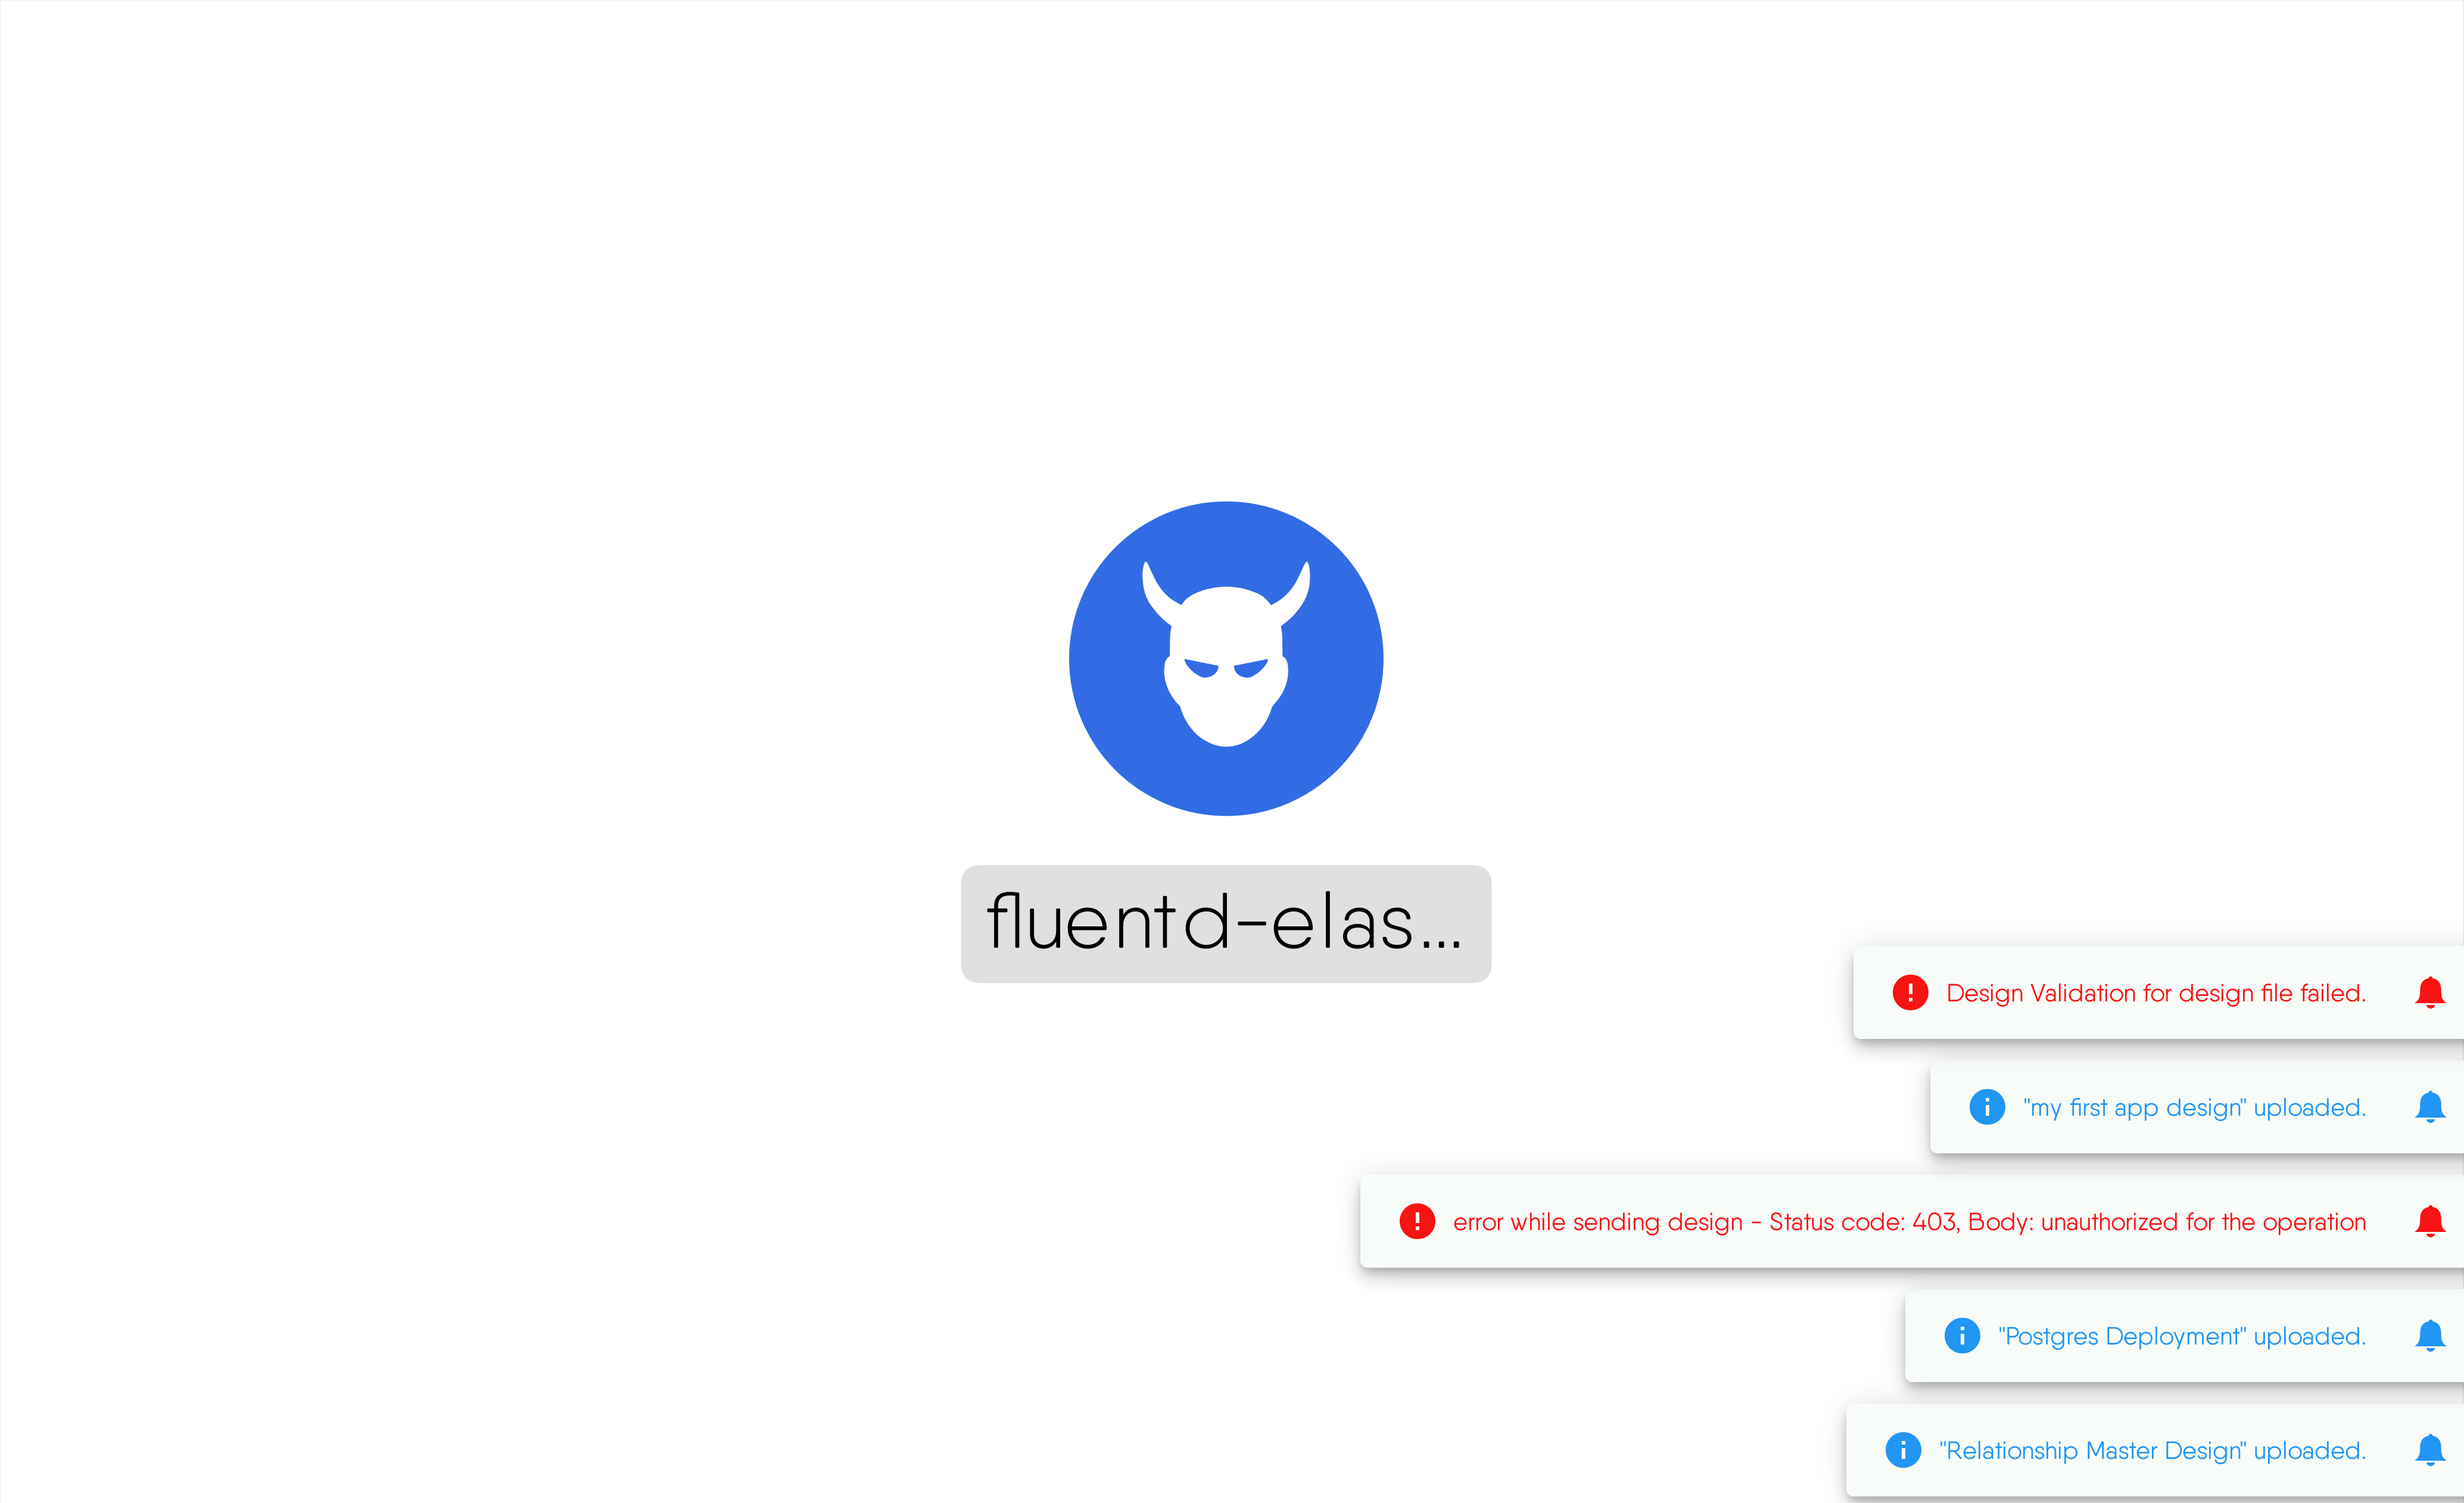 fluentd-elas...
Design Validation for design file failed.
"my first app design" uploaded.
error while sending design - Status code: 403, Body: unauthorized for the operation
"Postgres Deployment" uploaded.
"Relationship Master Design" uploaded.